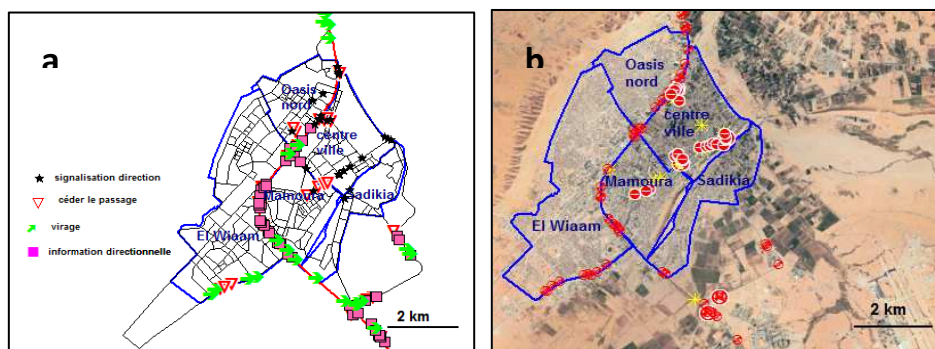 a
Oasis
nord
centre
ville
Mamoura
Sadikia
El Wiaam
signalisation direction
céder le passage
virage
information directionnelle
2 km
b
Oasis
nord
centre
ville
Mamoura
Sadikia
El Wiaam
2 km